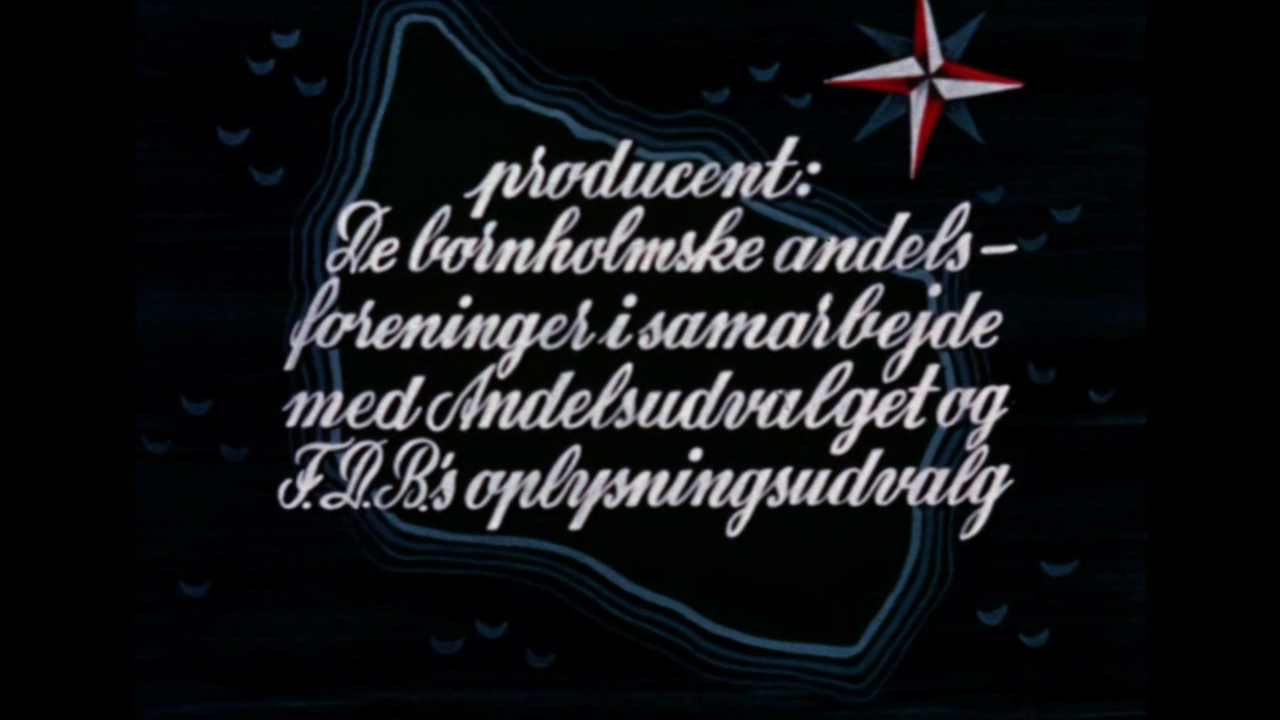 producent:
De bornholmske andels-
foreninger i samarbejde
med Andelsudvalget og
F.D.B.'s oplysningsudvalg